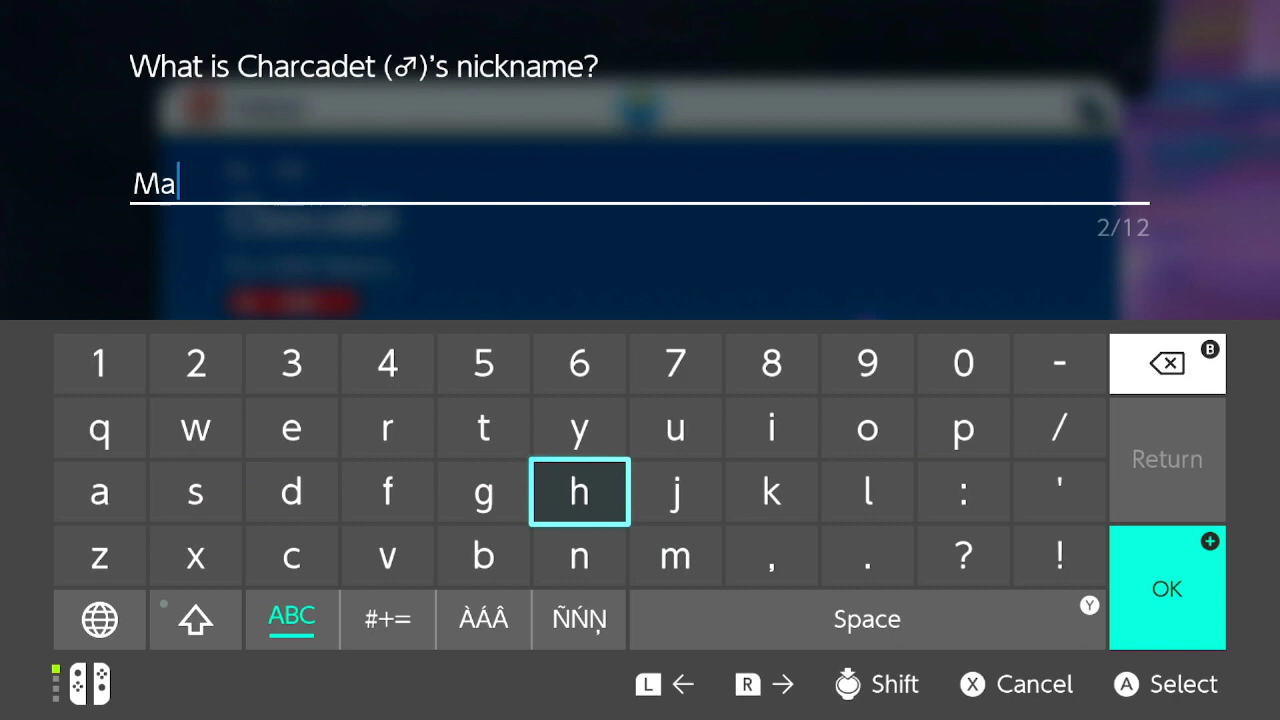 What is Charcadet (♂)'s nickname?
Ma
2/12
1 2 3 4 5 6 7 8 9 0 -
q w e r t y u i o p /
Return
a s d f g h j k l : '
z x c v b n m , . ? !
OK
ABC #+= ÀÁÂ ÑŃŅ Space
L ← R → Shift X Cancel A Select
B
+
Y